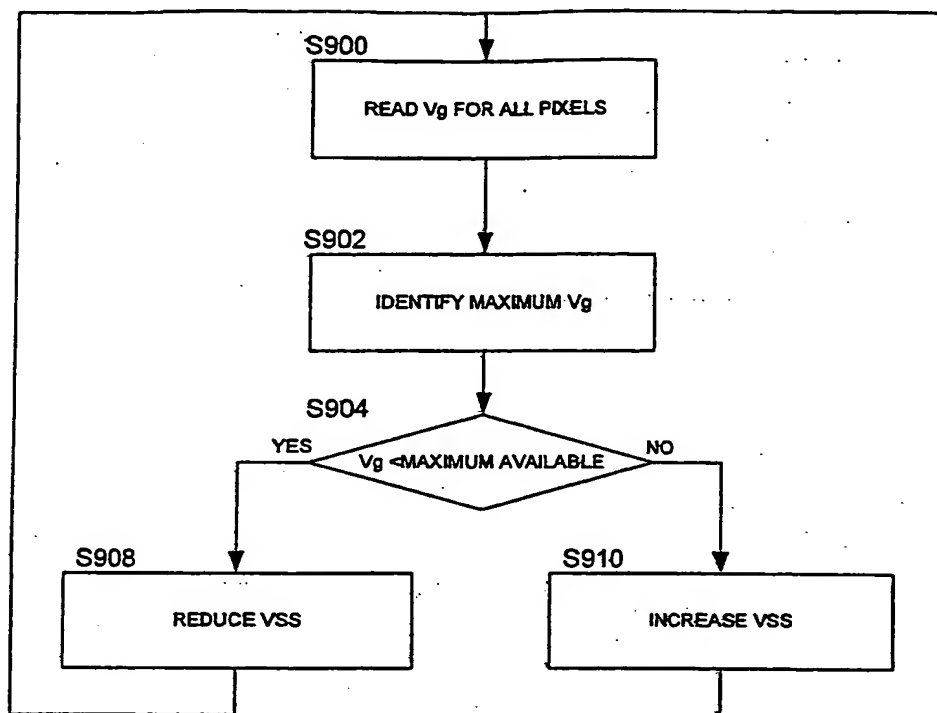 S900
READ Vg FOR ALL PIXELS
S902
IDENTIFY MAXIMUM Vg
S904
YES
Vg <MAXIMUM AVAILABLE
NO
S908
REDUCE VSS
S910
INCREASE VSS